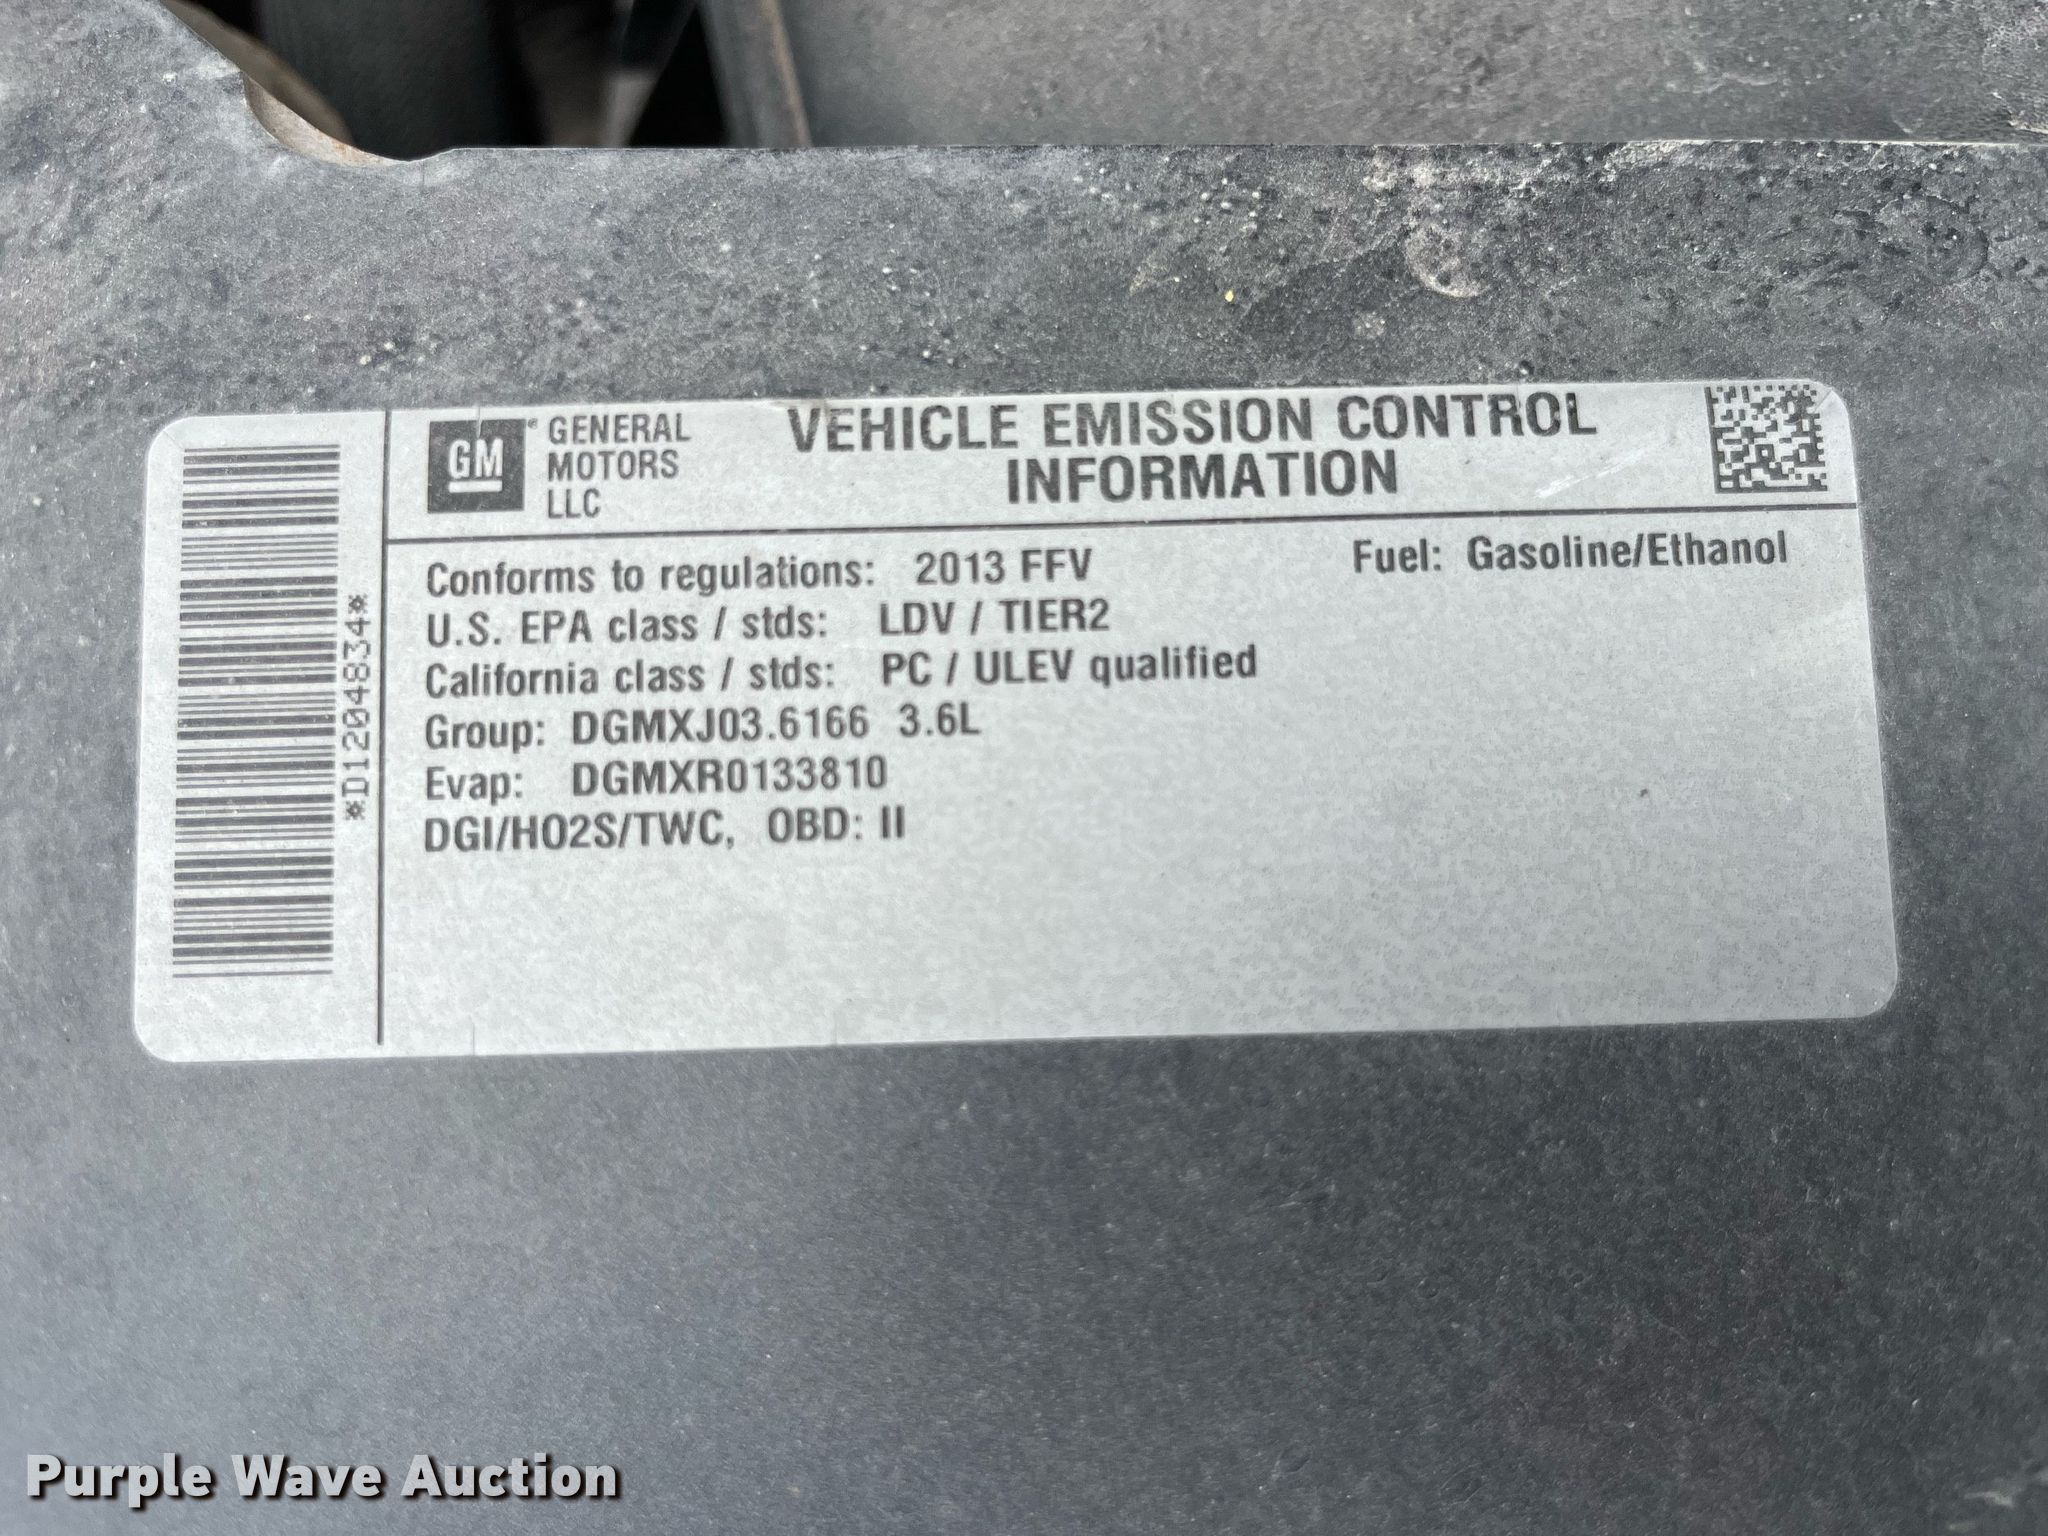 GM
GENERAL
MOTORS
LLC
VEHICLE EMISSION CONTROL
INFORMATION
*D1204834*
Conforms to regulations: 2013 FFV
Fuel: Gasoline/Ethanol
U.S. EPA class / stds: LDV / TIER2
California class / stds: PC / ULEV qualified
Group: DGMXJ03.6166 3.6L
Evap: DGMXR0133810
DGI/HO2S/TWC, OBD: II
Purple Wave Auction